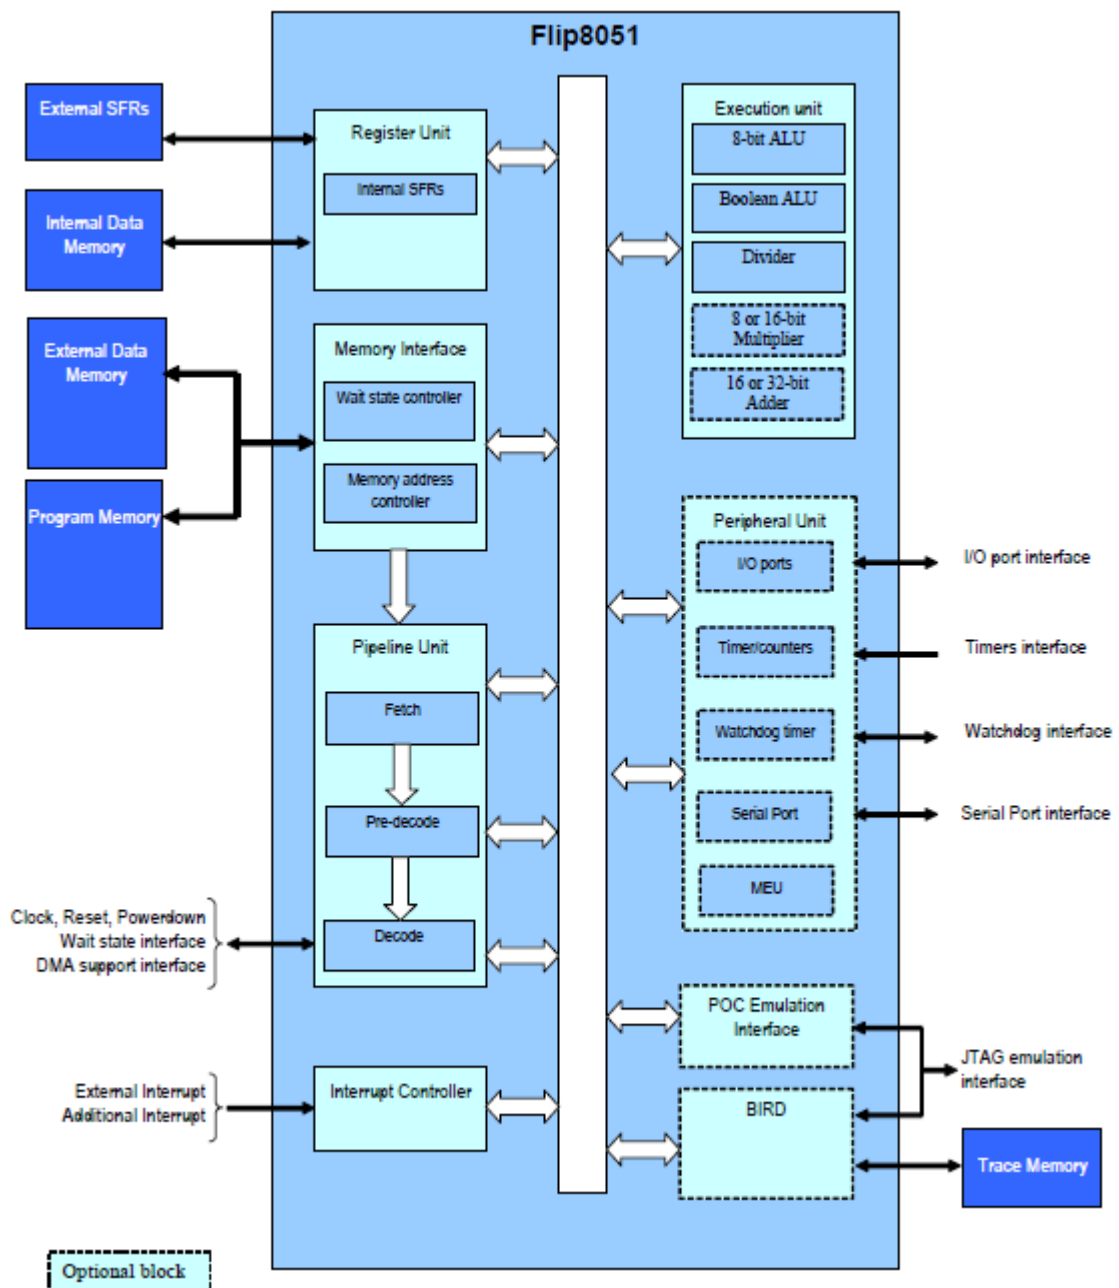 Flip8051
External SFRs
Internal Data
Memory
External Data
Memory
Program Memory
Register Unit
Internal SFRs
Memory Interface
Wait state controller
Memory address
controller
Pipeline Unit
Fetch
Pre-decode
Decode
Clock, Reset, Powerdown
Wait state interface
DMA support interface
External Interrupt
Additional Interrupt
Interrupt Controller
Execution unit
8-bit ALU
Boolean ALU
Divider
8 or 16-bit
Multiplier
16 or 32-bit
Adder
Peripheral Unit
I/O ports
Timer/counters
Watchdog timer
Serial Port
MEU
I/O port interface
Timers interface
Watchdog interface
Serial Port interface
POC Emulation
Interface
BIRD
JTAG emulation
interface
Trace Memory
Optional block